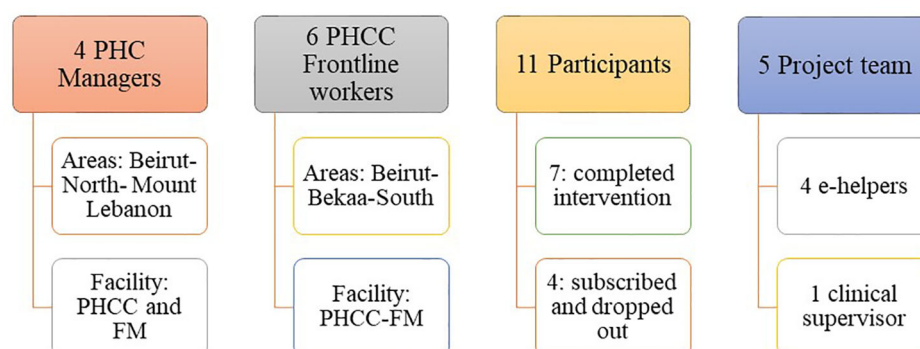 4 PHC
Managers
Areas: Beirut-
North- Mount
Lebanon
Facility:
PHCC and
FM
6 PHCC
Frontline
workers
Areas: Beirut-
Bekaa-South
Facility:
PHCC-FM
11 Participants
7: completed
intervention
4: subscribed
and dropped
out
5 Project team
4 e-helpers
1 clinical
supervisor